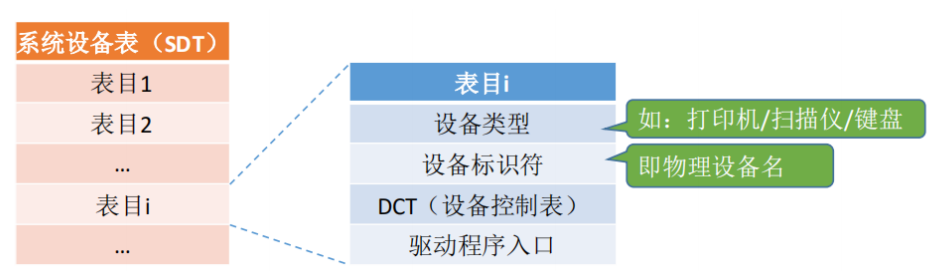 系统设备表（SDT）
表目1
表目2
...
表目i
...
表目i
设备类型
设备标识符
DCT（设备控制表）
驱动程序入口
如：打印机/扫描仪/键盘
即物理设备名